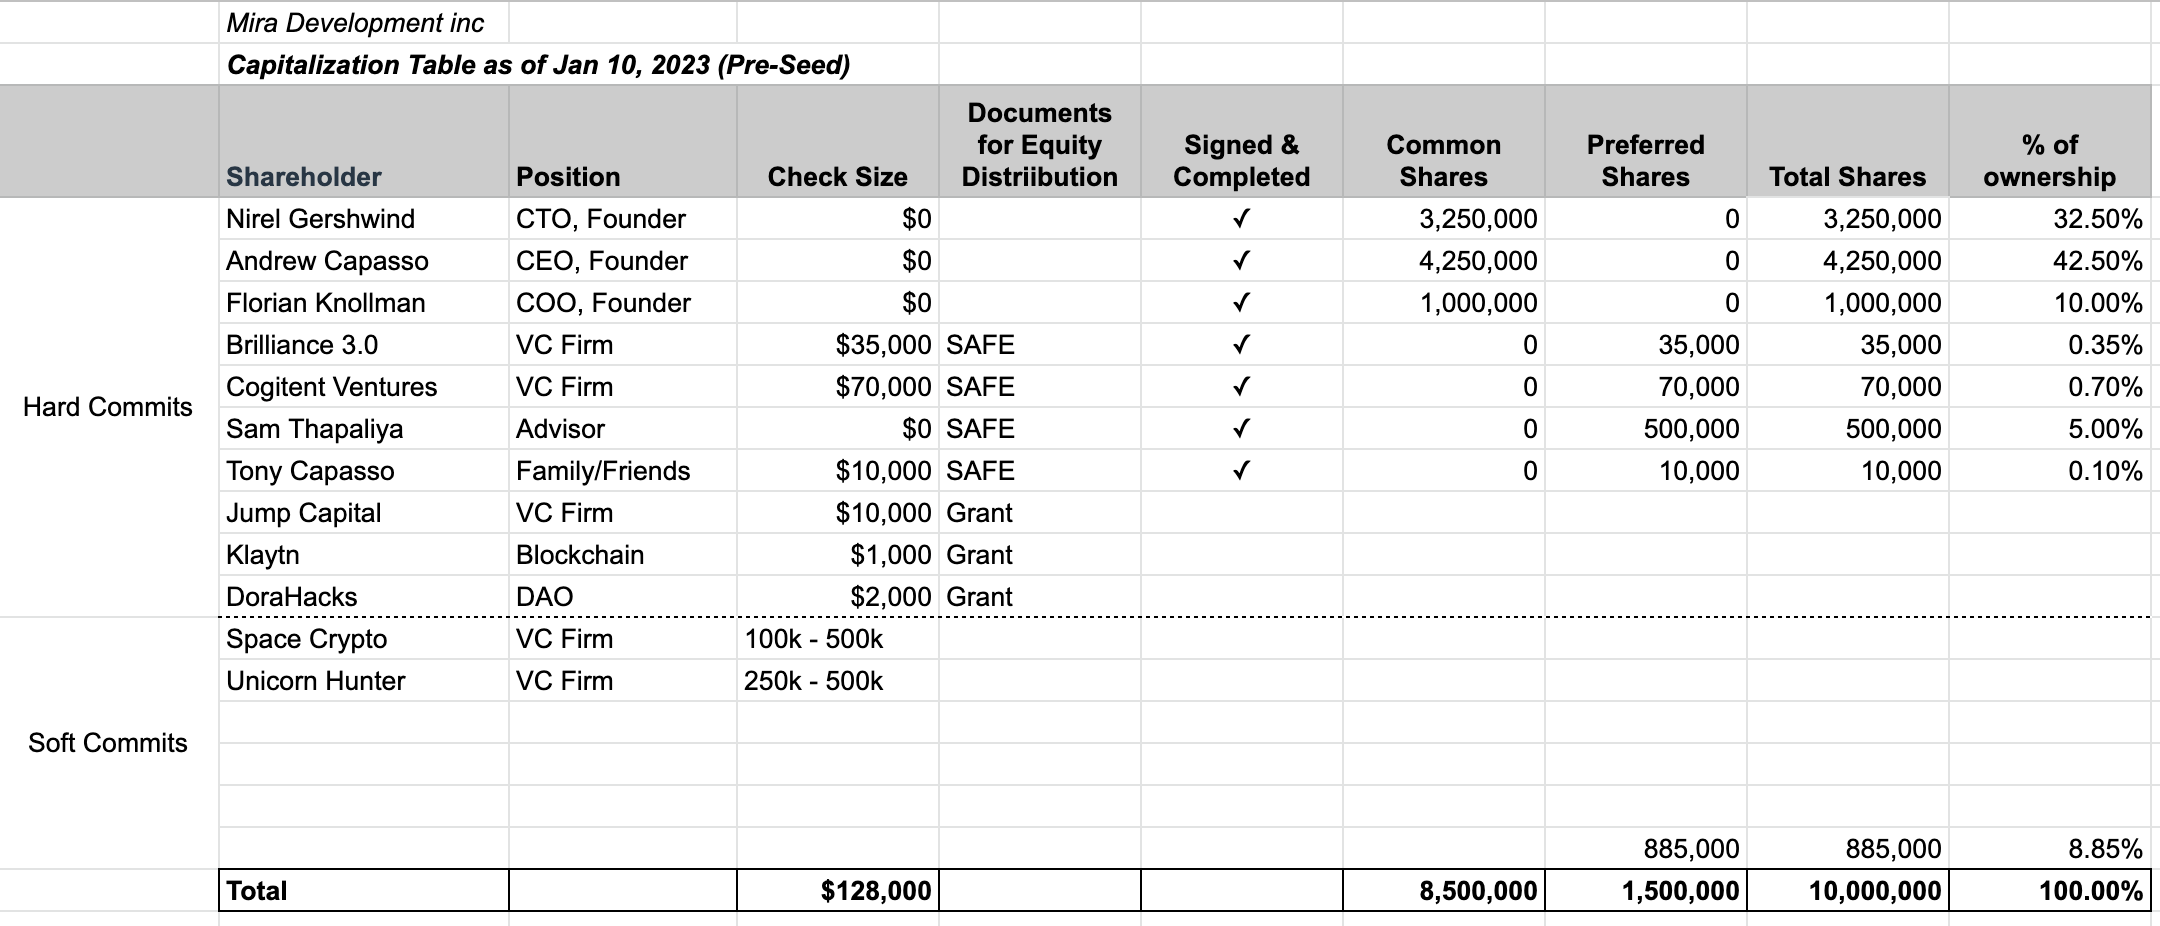 Mira Development inc
Capitalization Table as of Jan 10, 2023 (Pre-Seed)
Shareholder Position Check Size Documents for Equity Distriibution Signed & Completed Common Shares Preferred Shares Total Shares % of ownership
Hard Commits
Nirel Gershwind CTO, Founder $0 ✓ 3,250,000 0 3,250,000 32.50%
Andrew Capasso CEO, Founder $0 ✓ 4,250,000 0 4,250,000 42.50%
Florian Knollman COO, Founder $0 ✓ 1,000,000 0 1,000,000 10.00%
Brilliance 3.0 VC Firm $35,000 SAFE ✓ 0 35,000 35,000 0.35%
Cogitent Ventures VC Firm $70,000 SAFE ✓ 0 70,000 70,000 0.70%
Sam Thapaliya Advisor $0 SAFE ✓ 0 500,000 500,000 5.00%
Tony Capasso Family/Friends $10,000 SAFE ✓ 0 10,000 10,000 0.10%
Jump Capital VC Firm $10,000 Grant
Klaytn Blockchain $1,000 Grant
DoraHacks DAO $2,000 Grant
Soft Commits
Space Crypto VC Firm 100k - 500k
Unicorn Hunter VC Firm 250k - 500k
885,000 885,000 8.85%
Total $128,000 8,500,000 1,500,000 10,000,000 100.00%